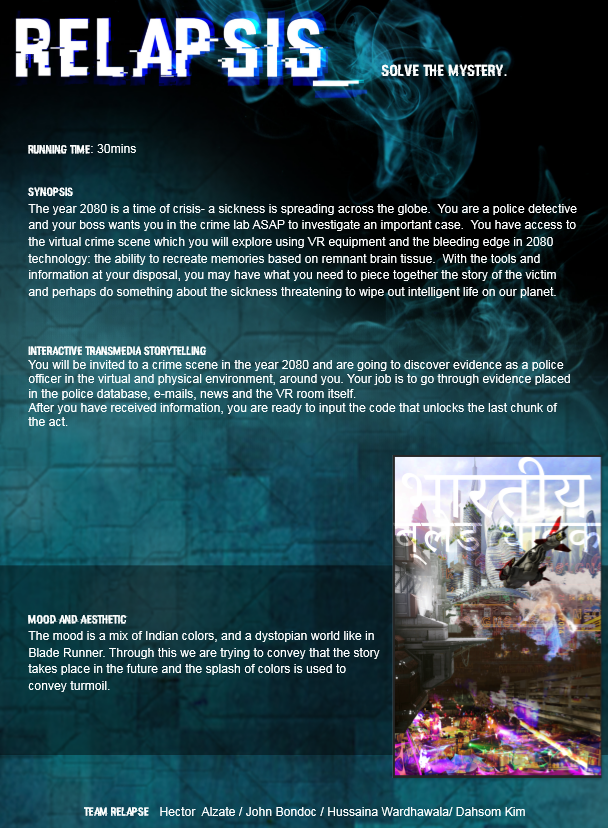 RELAPSIS_
SOLVE THE MYSTERY.
RUNNING TIME: 30mins
SYNOPSIS
The year 2080 is a time of crisis- a sickness is spreading across the globe. You are a police detective
and your boss wants you in the crime lab ASAP to investigate an important case. You have access to
the virtual crime scene which you will explore using VR equipment and the bleeding edge in 2080
technology: the ability to recreate memories based on remnant brain tissue. With the tools and
information at your disposal, you may have what you need to piece together the story of the victim
and perhaps do something about the sickness threatening to wipe out intelligent life on our planet.
INTERACTIVE TRANSMEDIA STORYTELLING
You will be invited to a crime scene in the year 2080 and are going to discover evidence as a police
officer in the virtual and physical environment, around you. Your job is to go through evidence placed
in the police database, e-mails, news and the VR room itself.
After you have received information, you are ready to input the code that unlocks the last chunk of
the act.
भारतीय
MOOD AND AESTHETIC
The mood is a mix of Indian colors, and a dystopian world like in
Blade Runner. Through this we are trying to convey that the story
takes place in the future and the splash of colors is used to
convey turmoil.
TEAM RELAPSE Hector Alzate / John Bondoc / Hussaina Wardhawala/ Dahsom Kim